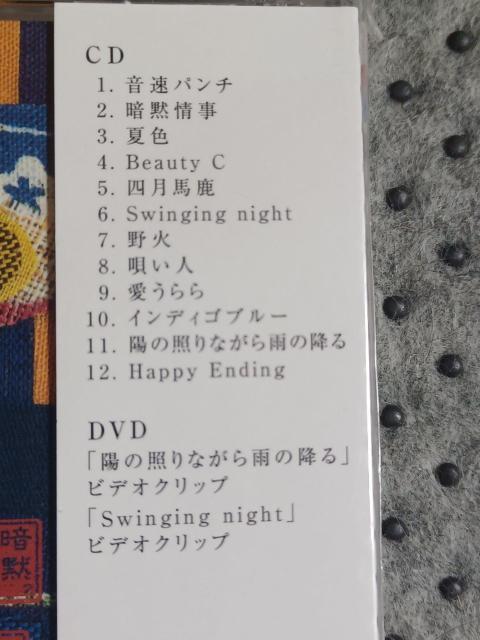 CD
1. 音速パンチ
2. 暗黙情事
3. 夏色
4. Beauty C
5. 四月馬鹿
6. Swinging night
7. 野火
8. 唄い人
9. 愛うらら
10. インディゴブルー
11. 陽の照りながら雨の降る
12. Happy Ending
DVD
「陽の照りながら雨の降る」
ビデオクリップ
「Swinging night」
ビデオクリップ
暗
黙
?